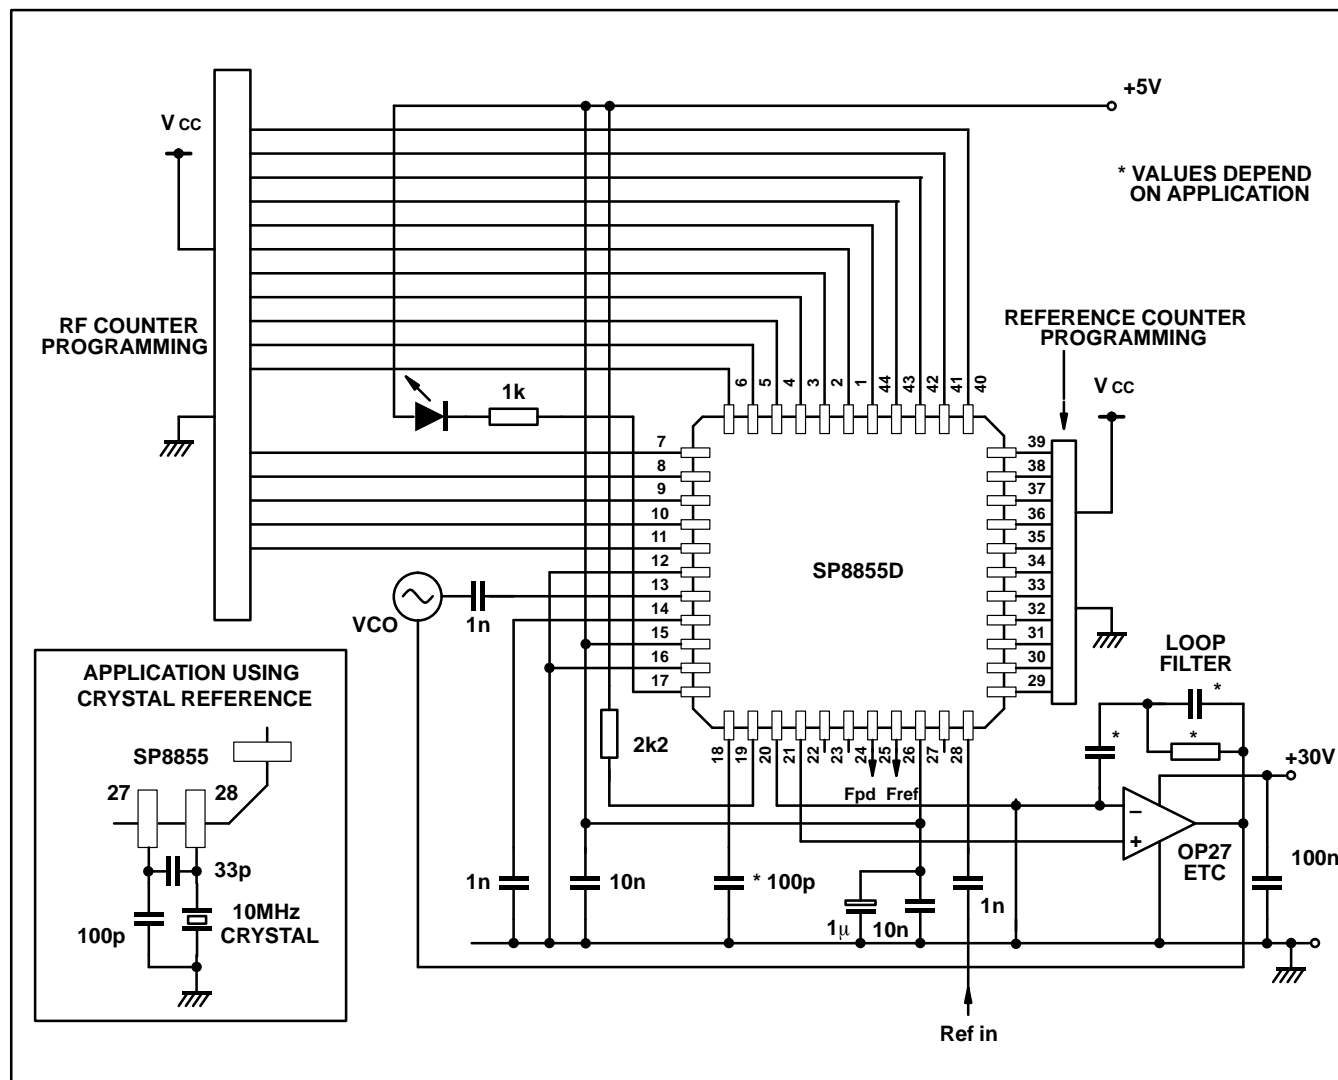 +5V
V CC
* VALUES DEPEND
ON APPLICATION
RF COUNTER
PROGRAMMING
REFERENCE COUNTER
PROGRAMMING
V CC
1k
6
5
4
3
2
1
44
43
42
41
40
7
8
9
10
11
12
13
14
15
16
17
39
38
37
36
35
34
33
32
31
30
29
SP8855D
VCO
1n
LOOP
FILTER
*
*
*
2k2
18
19
20
21
22
23
24
25
26
27
28
Fpd
Fref
+30V
−
+
OP27
ETC
100n
1n
10n
* 100p
1µ
10n
1n
Ref in
APPLICATION USING
CRYSTAL REFERENCE
SP8855
27
28
33p
100p
10MHz
CRYSTAL